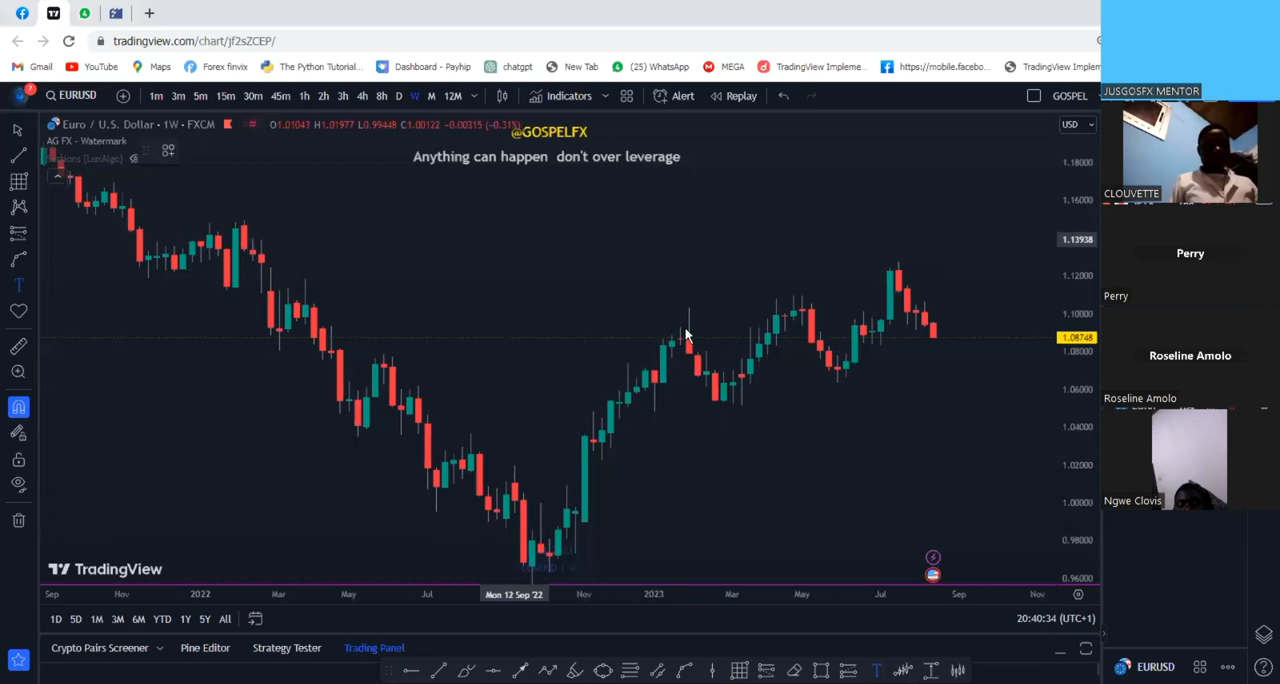 tradingview.com/chart/jf2sZCEP/
Gmail YouTube Maps Forex finvix The Python Tutorial... Dashboard - Payhip chatgpt New Tab (25) WhatsApp MEGA TradingView Impleme... https://mobile.facebo... TradingView Implem
JUSGOSFX MENTOR
7 EURUSD 1m 3m 5m 15m 30m 45m 1h 2h 3h 4h 8h D W M 12M Indicators Alert Replay GOSPEL
Euro / U.S. Dollar · 1W · FXCM O1.01043 H1.01977 L0.99448 C1.00122 -0.00315 (-0.31%)
USD
@GOSPELFX
AG FX - Watermark
Anything can happen don't over leverage
Sessions [LuxAlgo]
1.18000
CLOUVETTE
1.16000
1.13938
Perry
1.12000
Perry
1.10000
1.08748
1.08000
Roseline Amolo
1.06000
Roseline Amolo
1.04000
1.02000
1.00000
Ngwe Clovis
0.98000
TradingView
0.96000
Sep Nov 2022 Mar May Jul Mon 12 Sep '22 Nov 2023 Mar May Jul Sep Nov
1D 5D 1M 3M 6M YTD 1Y 5Y All
20:40:34 (UTC+1)
Crypto Pairs Screener Pine Editor Strategy Tester Trading Panel
EURUSD